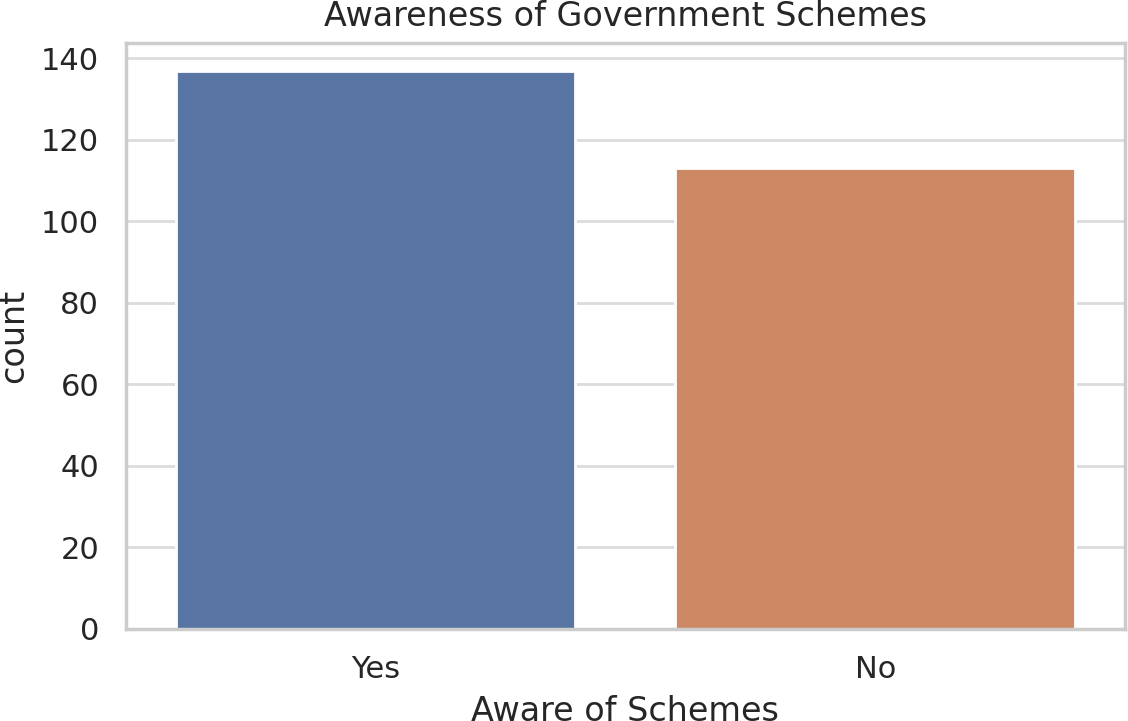 Awareness of Government Schemes
140
120
100
80
60
40
20
0
count
Yes No
Aware of Schemes